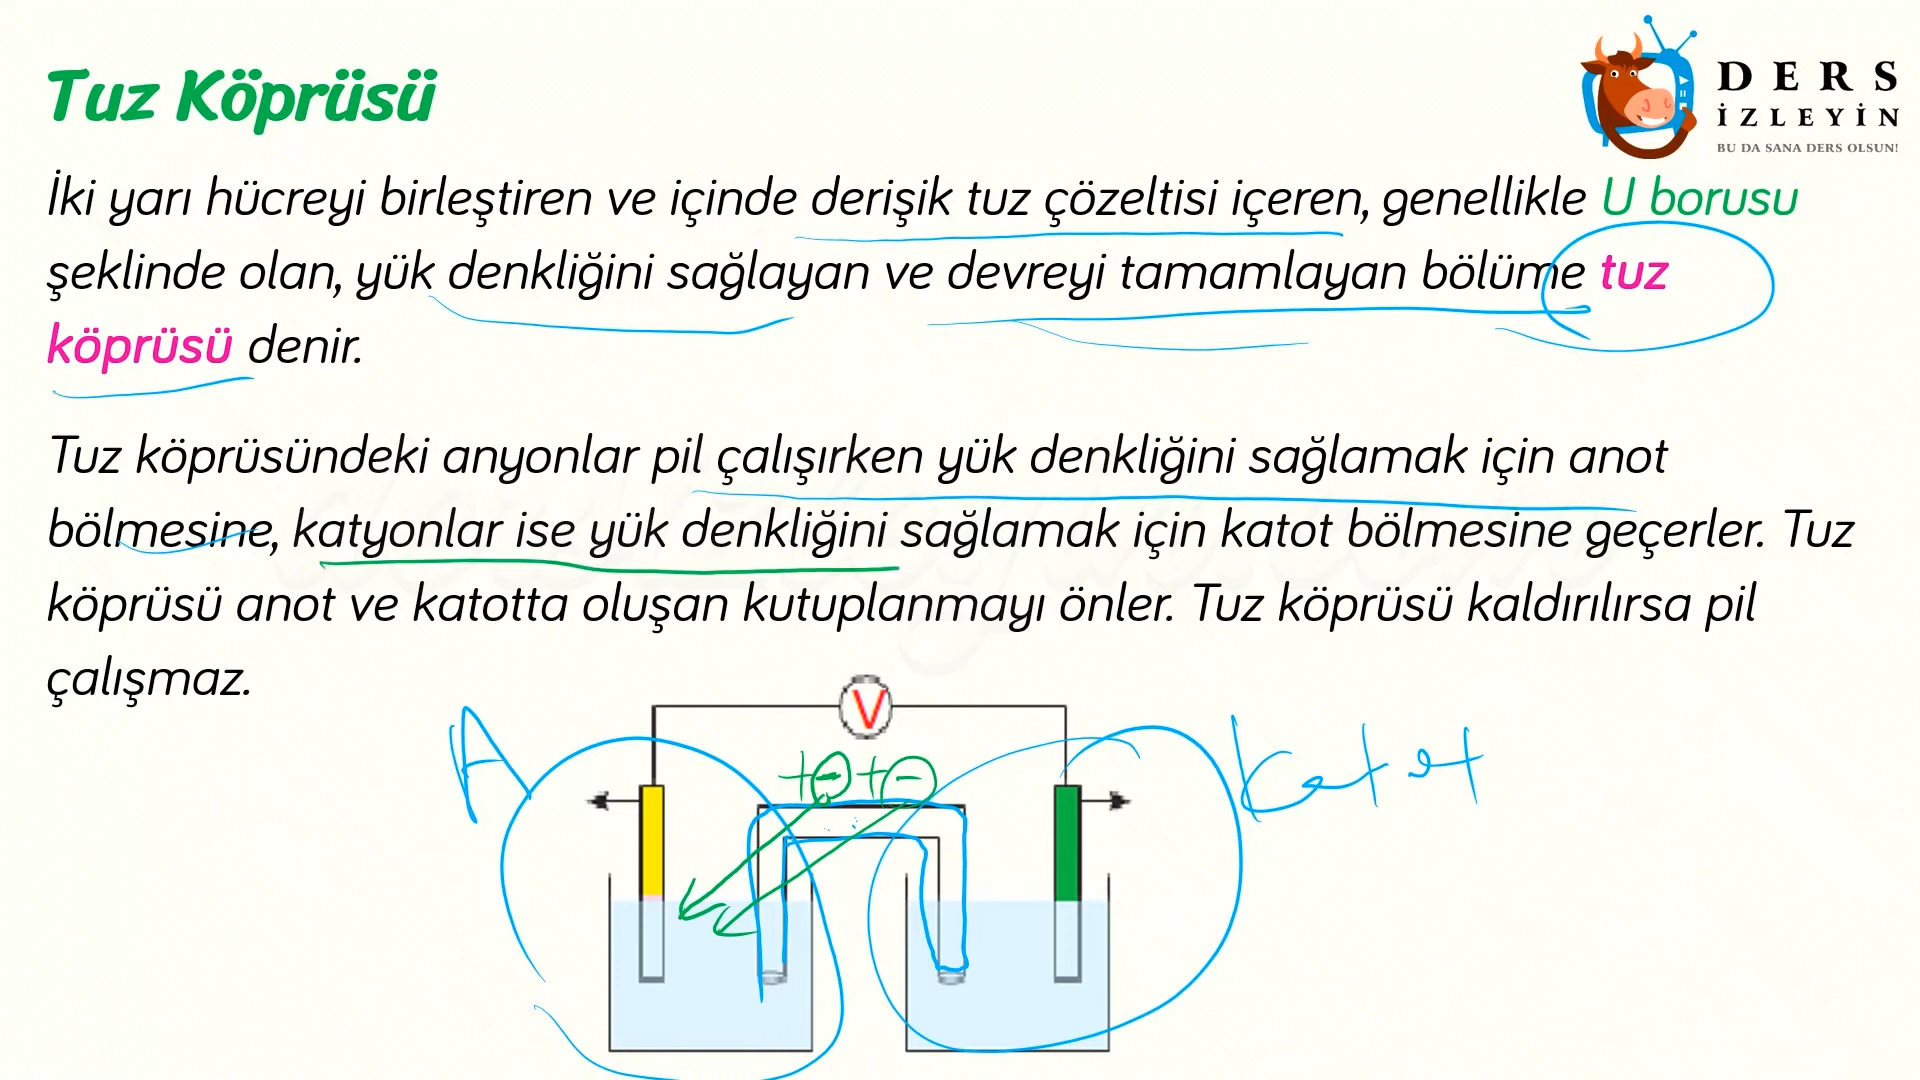 Tuz Köprüsü
DERS
İZLEYİN
BU DA SANA DERS OLSUN!
İki yarı hücreyi birleştiren ve içinde derişik tuz çözeltisi içeren, genellikle U borusu
şeklinde olan, yük denkliğini sağlayan ve devreyi tamamlayan bölüme tuz
köprüsü denir.
Tuz köprüsündeki anyonlar pil çalışırken yük denkliğini sağlamak için anot
bölmesine, katyonlar ise yük denkliğini sağlamak için katot bölmesine geçerler. Tuz
köprüsü anot ve katotta oluşan kutuplanmayı önler. Tuz köprüsü kaldırılırsa pil
çalışmaz.
V
A
+ - + -
Katot